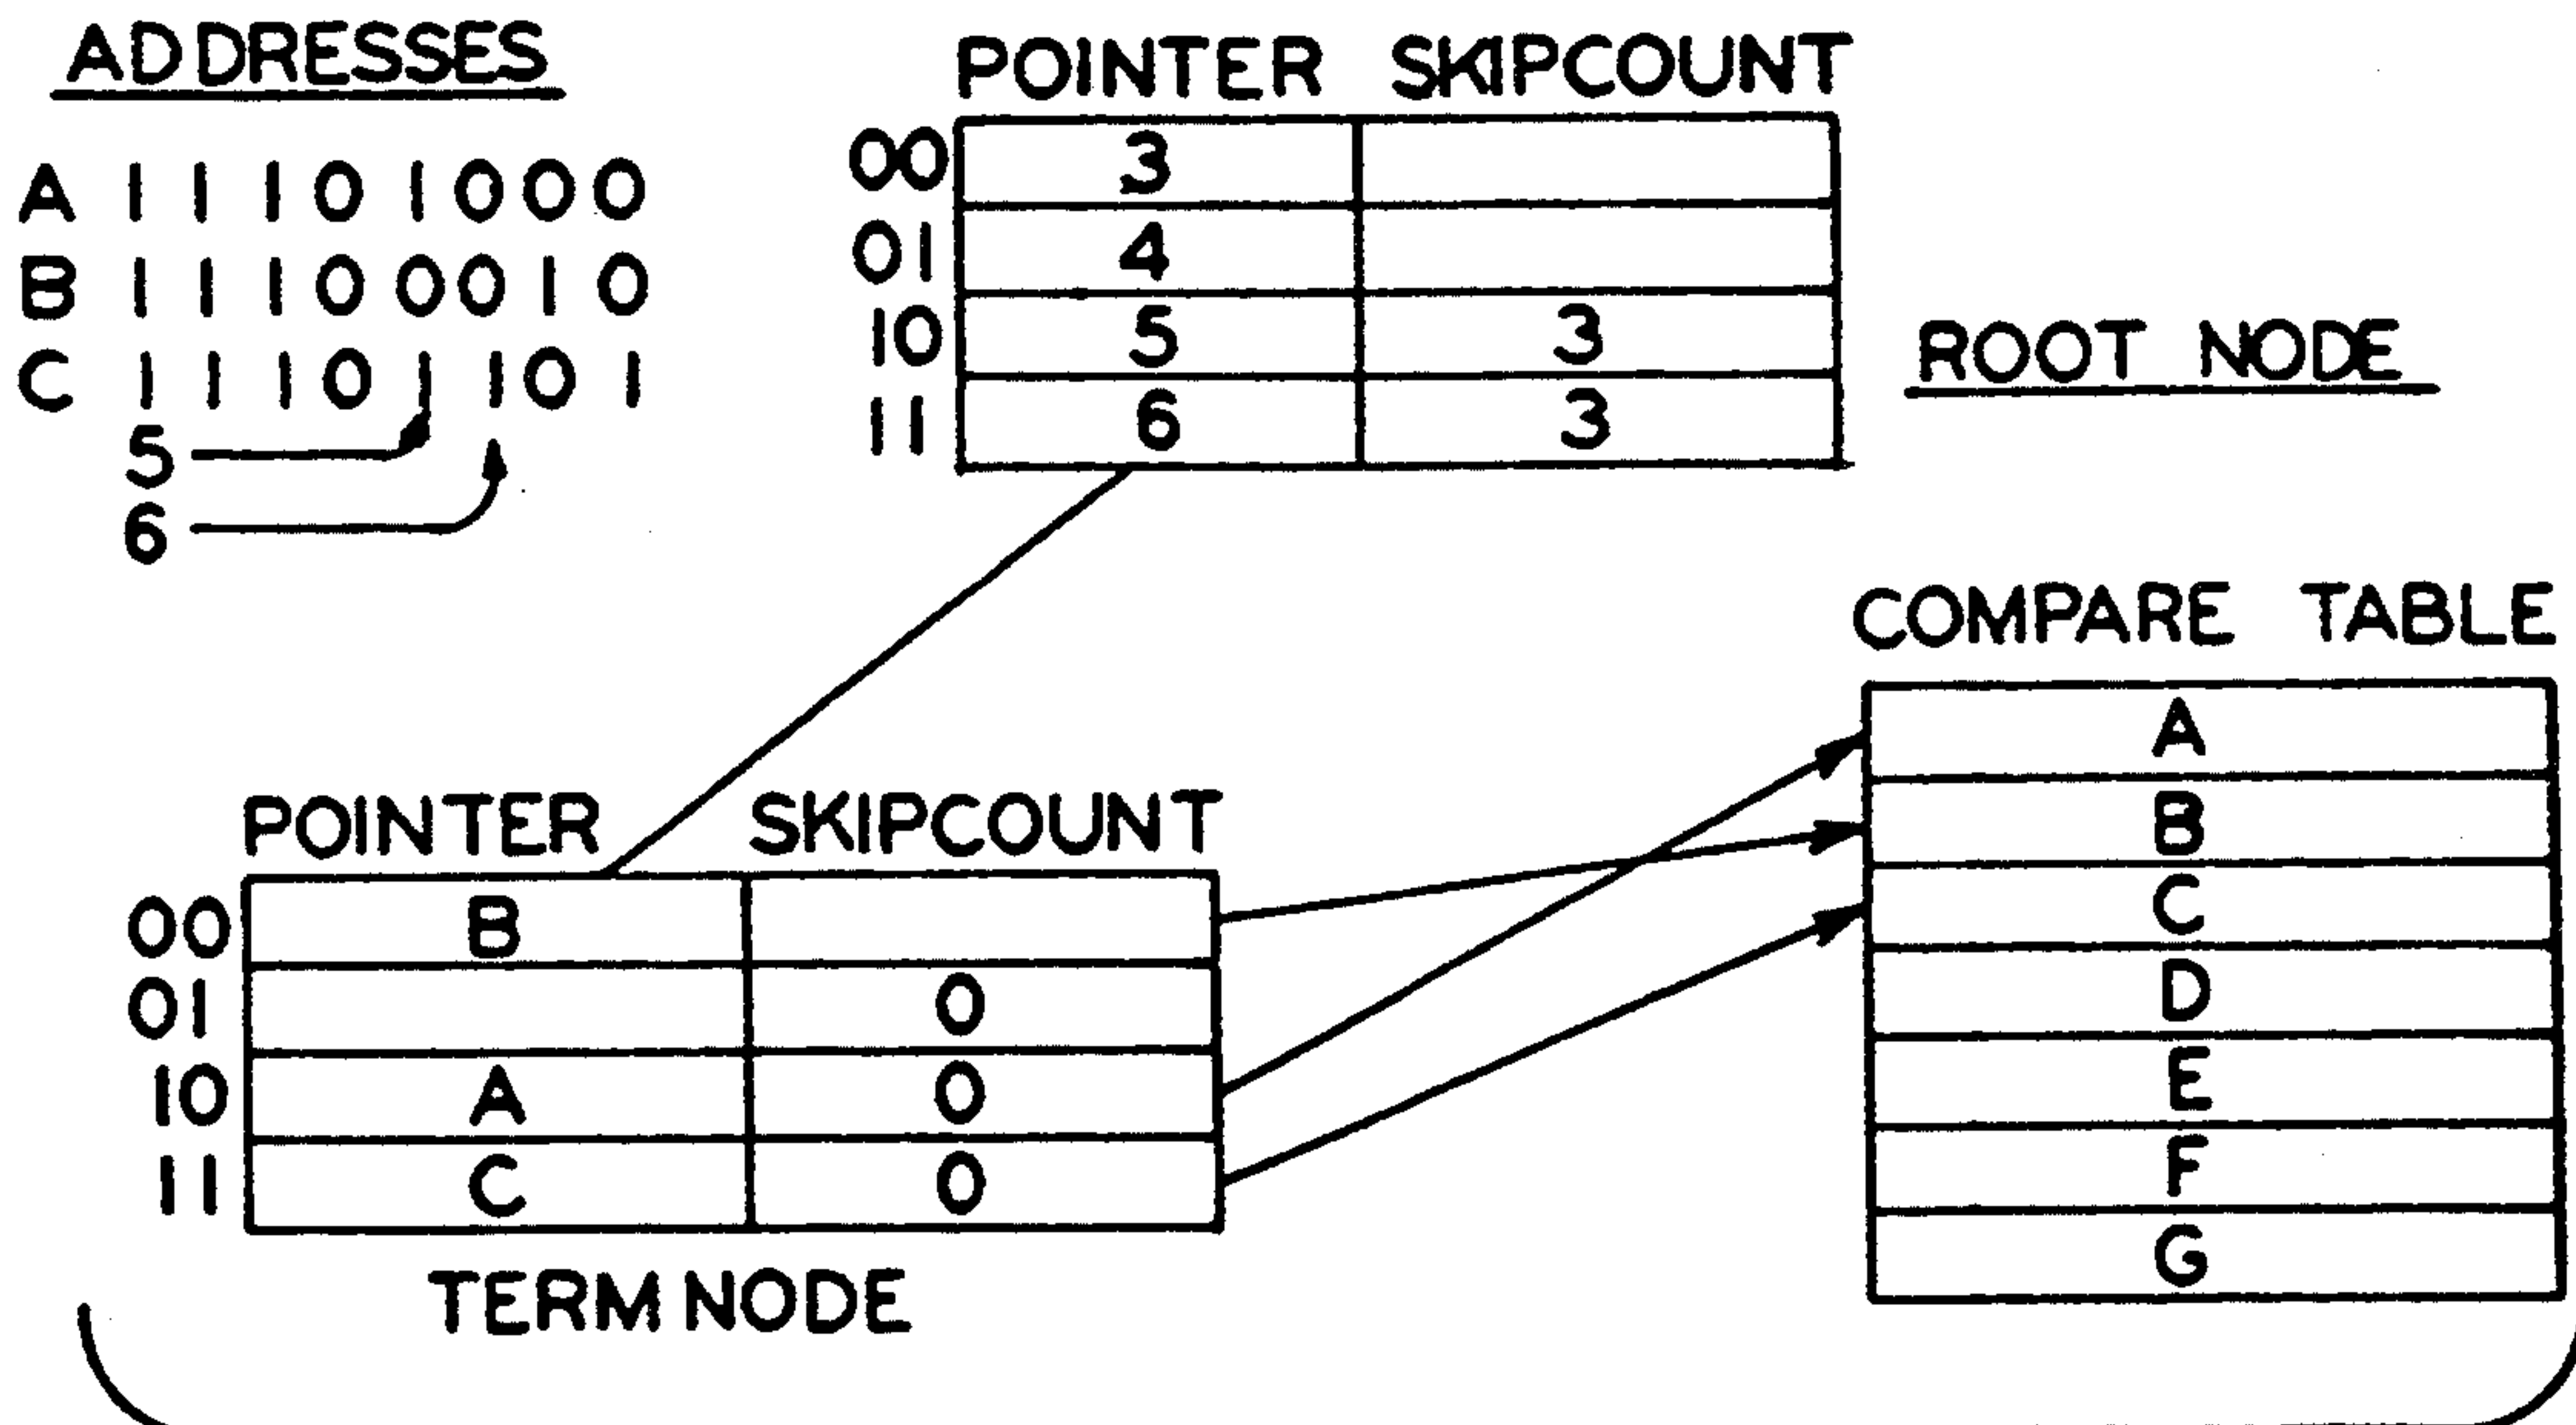 ADDRESSES
A 1 1 1 0 1 0 0 0
B 1 1 1 0 0 0 1 0
C 1 1 1 0 1 1 0 1
5
6
POINTER SKIPCOUNT
00 3
01 4
10 5 3
11 6 3
ROOT NODE
POINTER SKIPCOUNT
00 B
01 0
10 A 0
11 C 0
TERM NODE
COMPARE TABLE
A
B
C
D
E
F
G